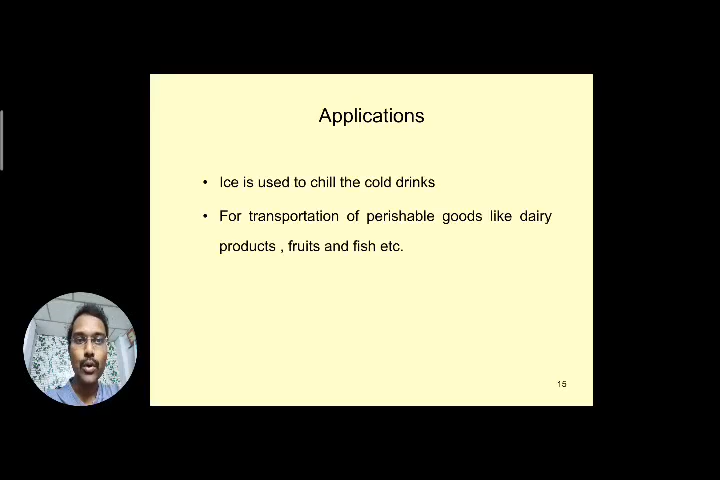 Applications
• Ice is used to chill the cold drinks
• For transportation of perishable goods like dairy
products , fruits and fish etc.
15